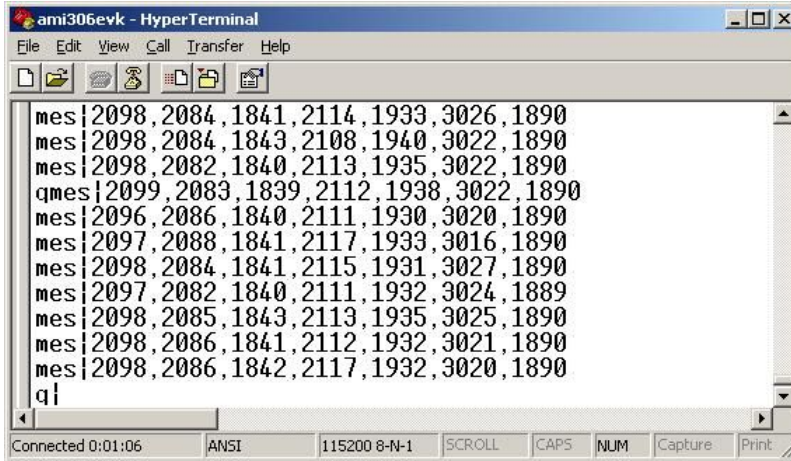 ami306evk - HyperTerminal
File Edit View Call Transfer Help
mes|2098,2084,1841,2114,1933,3026,1890
mes|2098,2084,1843,2108,1940,3022,1890
mes|2098,2082,1840,2113,1935,3022,1890
qmes|2099,2083,1839,2112,1938,3022,1890
mes|2096,2086,1840,2111,1930,3020,1890
mes|2097,2088,1841,2117,1933,3016,1890
mes|2098,2084,1841,2115,1931,3027,1890
mes|2097,2082,1840,2111,1932,3024,1889
mes|2098,2085,1843,2113,1935,3025,1890
mes|2098,2086,1841,2112,1932,3021,1890
mes|2098,2086,1842,2117,1932,3020,1890
q|
Connected 0:01:06 ANSI 115200 8-N-1 SCROLL CAPS NUM Capture Print